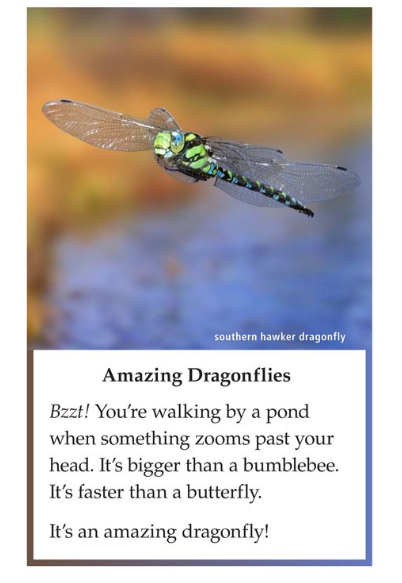 southern hawker dragonfly
Amazing Dragonflies
Bzzt! You’re walking by a pond
when something zooms past your
head. It’s bigger than a bumblebee.
It’s faster than a butterfly.
It’s an amazing dragonfly!